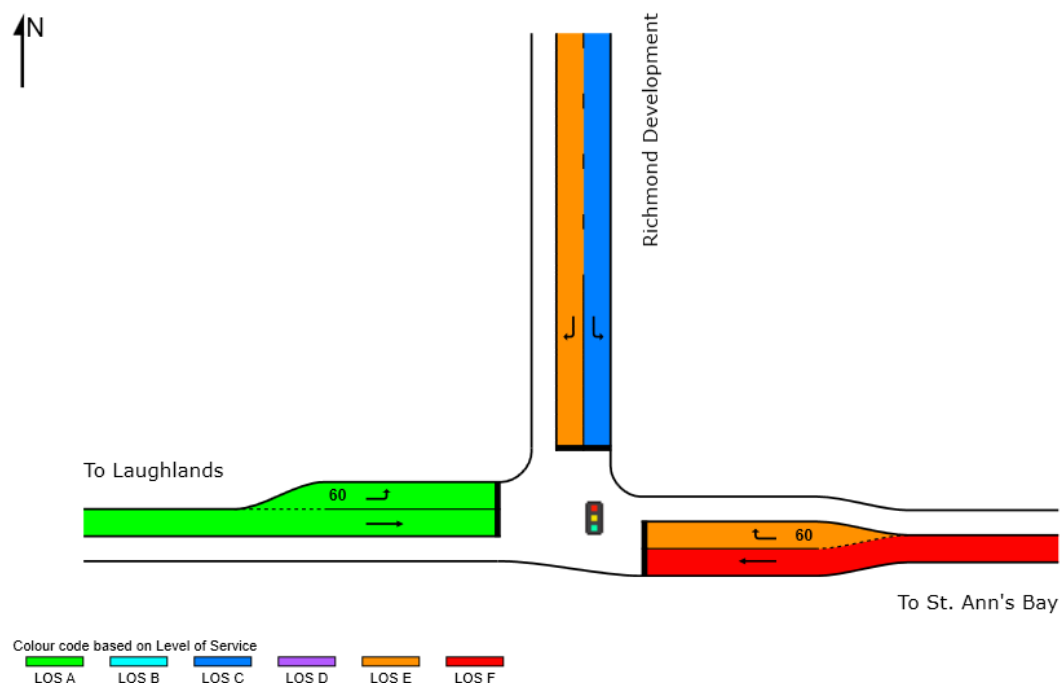 N
Richmond Development
To Laughlands
60
60
To St. Ann's Bay
Colour code based on Level of Service
LOS A LOS B LOS C LOS D LOS E LOS F